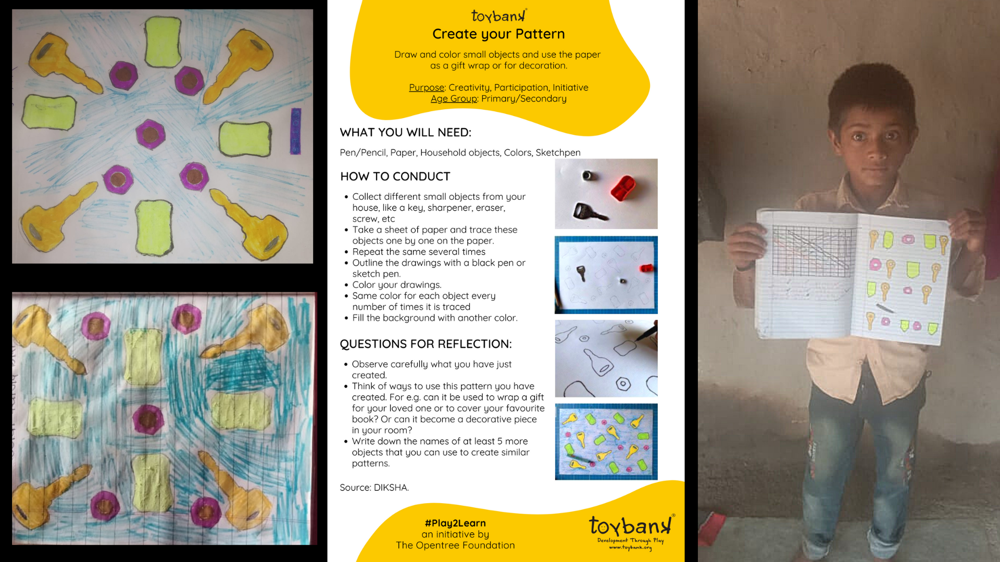 toybank®
Create your Pattern
Draw and color small objects and use the paper
as a gift wrap or for decoration.
Purpose: Creativity, Participation, Initiative
Age Group: Primary/Secondary
WHAT YOU WILL NEED:
Pen/Pencil, Paper, Household objects, Colors, Sketchpen
HOW TO CONDUCT
• Collect different small objects from your
house, like a key, sharpener, eraser,
screw, etc
• Take a sheet of paper and trace these
objects one by one on the paper.
• Repeat the same several times
• Outline the drawings with a black pen or
sketch pen.
• Color your drawings.
• Same color for each object every
number of times it is traced
• Fill the background with another color.
QUESTIONS FOR REFLECTION:
• Observe carefully what you have just
created.
• Think of ways to use this pattern you have
created. For e.g. can it be used to wrap a gift
for your loved one or to cover your favourite
book? Or can it become a decorative piece
in your room?
• Write down the names of at least 5 more
objects that you can use to create similar
patterns.
Source: DIKSHA.
#Play2Learn
an initiative by
The Opentree Foundation
toybank®
Development Through Play
www.toybank.org